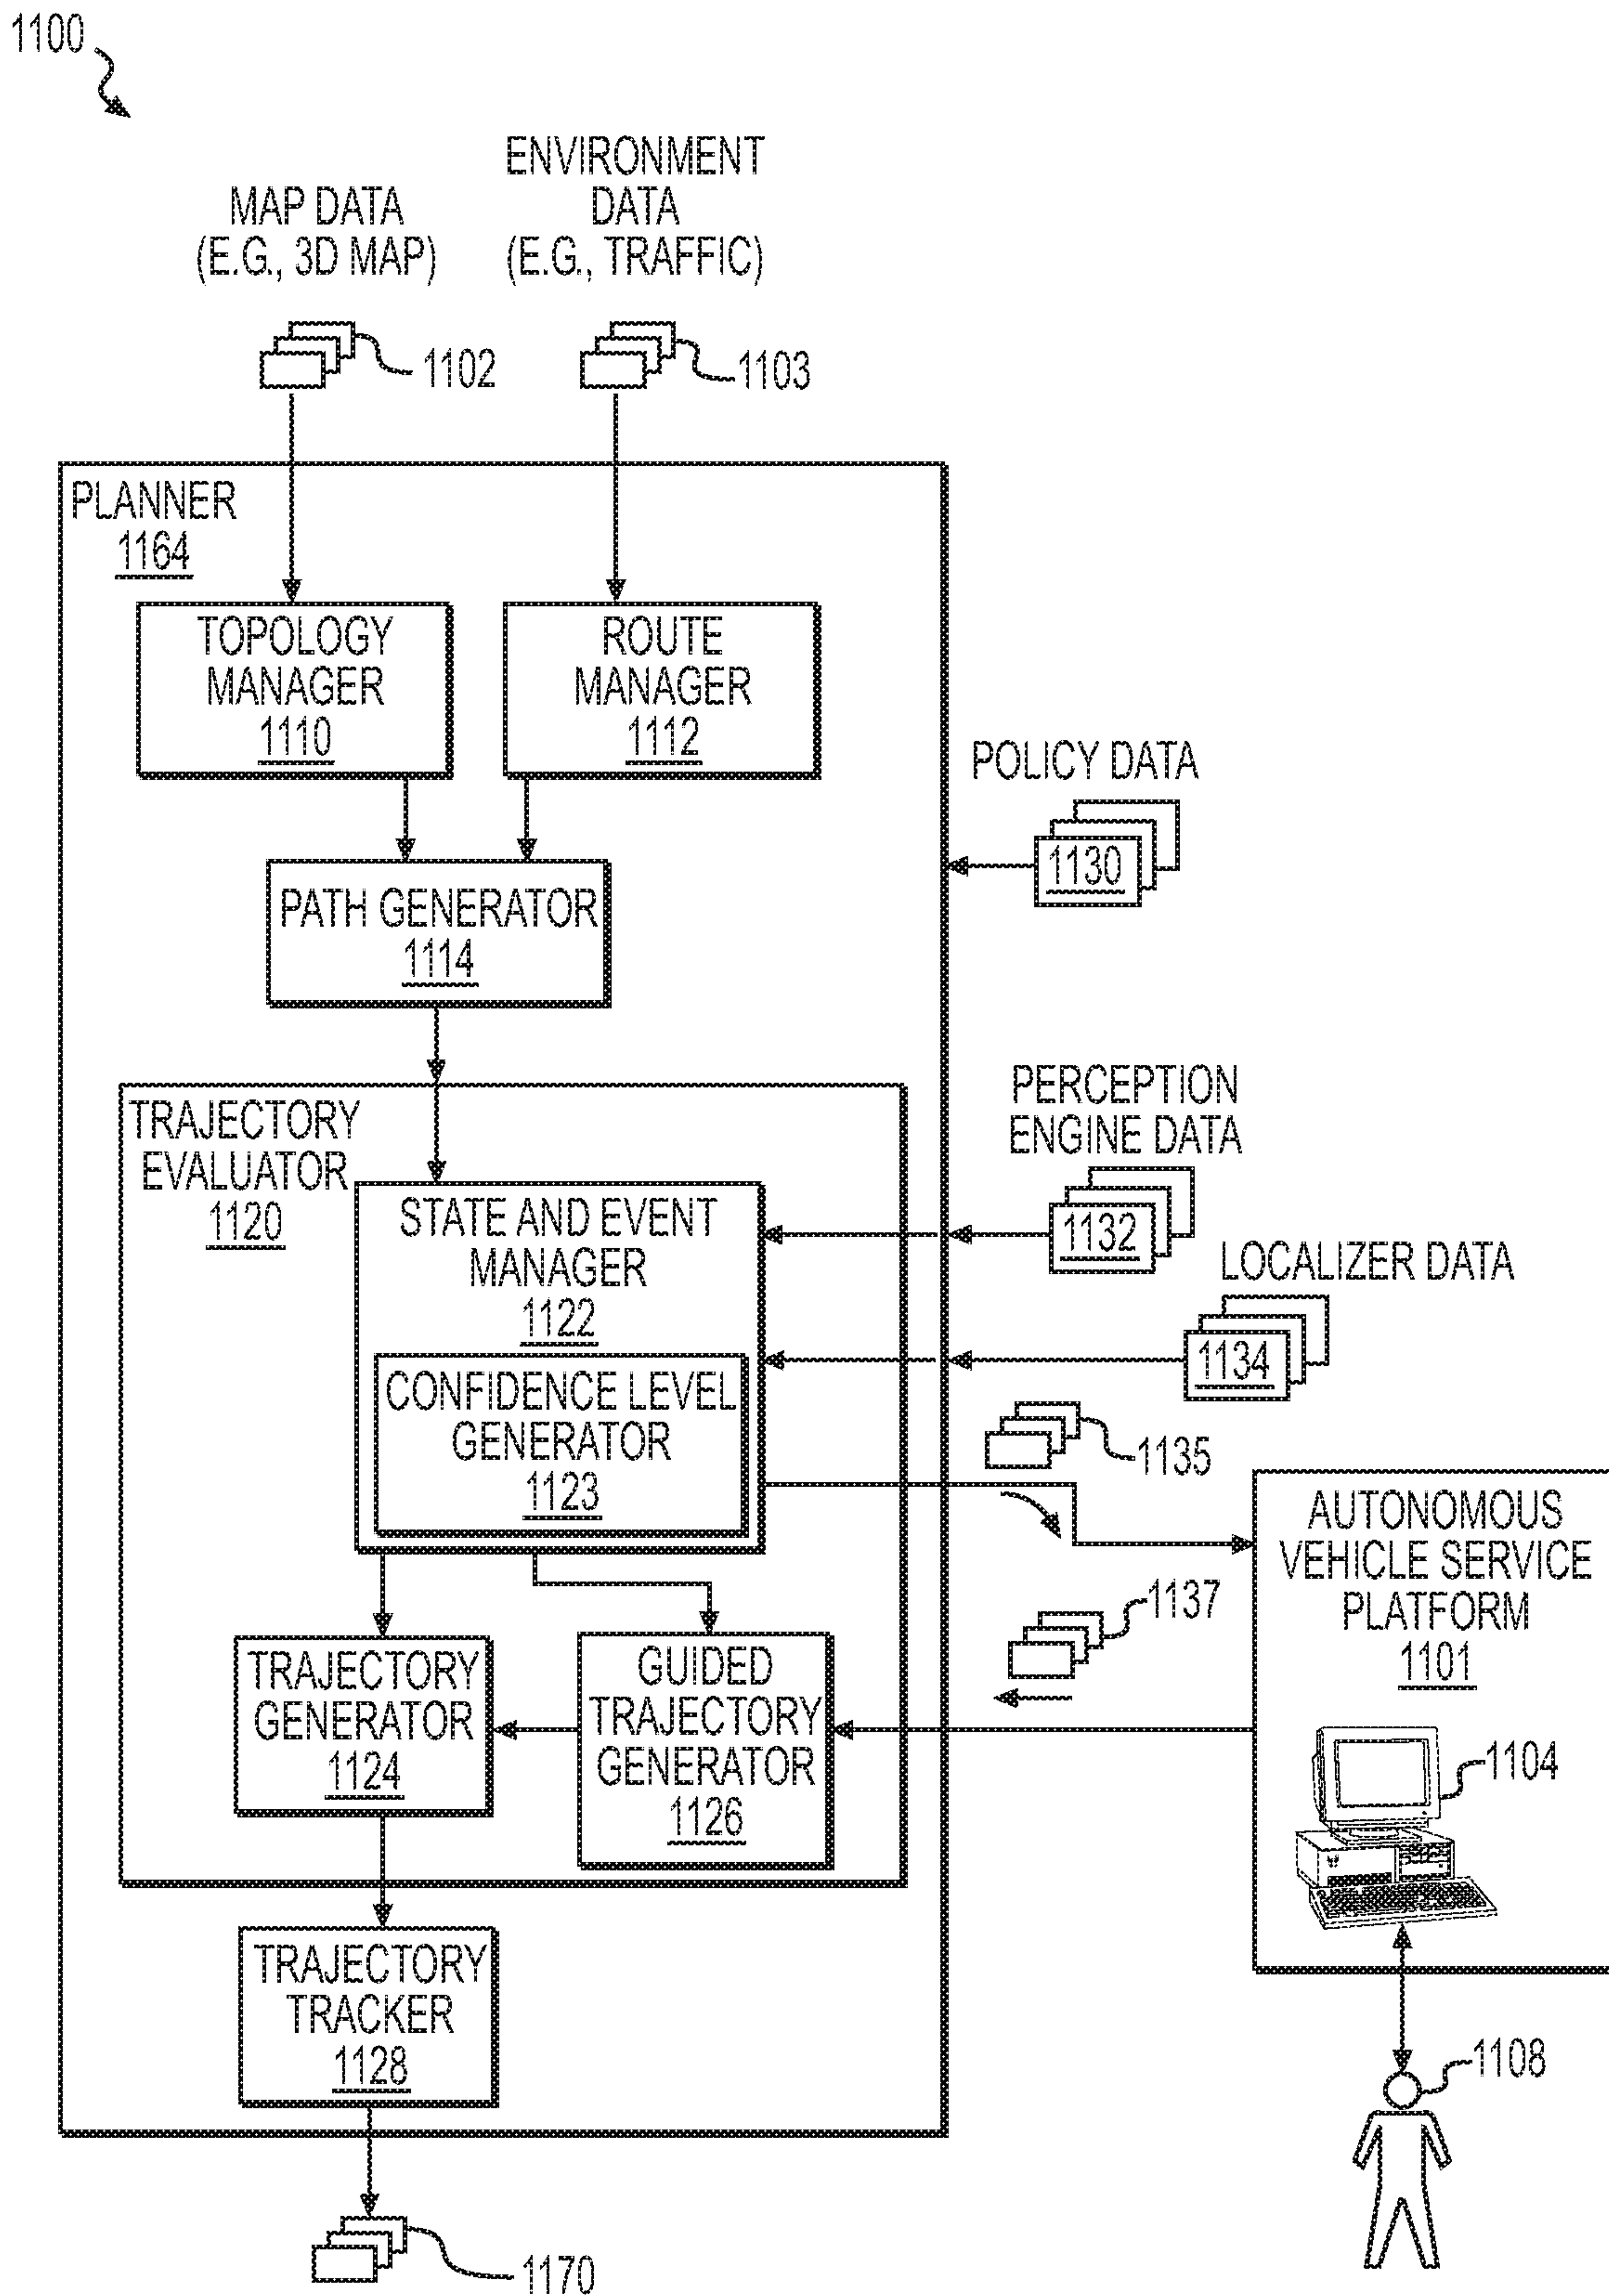 1100
MAP DATA
(E.G., 3D MAP)
ENVIRONMENT
DATA
(E.G., TRAFFIC)
1102
1103
PLANNER
1164
TOPOLOGY
MANAGER
1110
ROUTE
MANAGER
1112
POLICY DATA
1130
PATH GENERATOR
1114
TRAJECTORY
EVALUATOR
1120
PERCEPTION
ENGINE DATA
1132
STATE AND EVENT
MANAGER
1122
LOCALIZER DATA
1134
CONFIDENCE LEVEL
GENERATOR
1123
1135
AUTONOMOUS
VEHICLE SERVICE
PLATFORM
1101
1137
TRAJECTORY
GENERATOR
1124
GUIDED
TRAJECTORY
GENERATOR
1126
1104
TRAJECTORY
TRACKER
1128
1108
1170